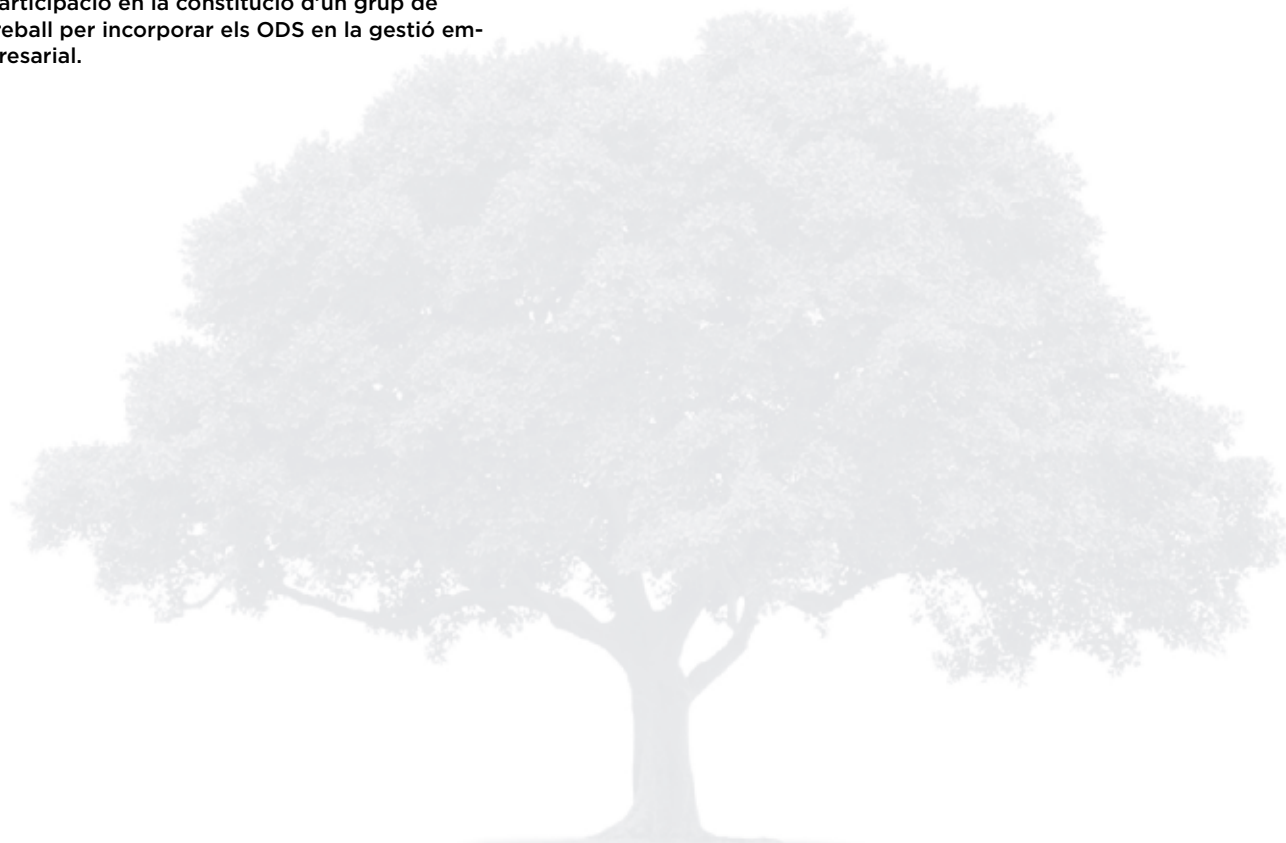 articipació en la constitució d'un grup de
reball per incorporar els ODS en la gestió em-
resarial.